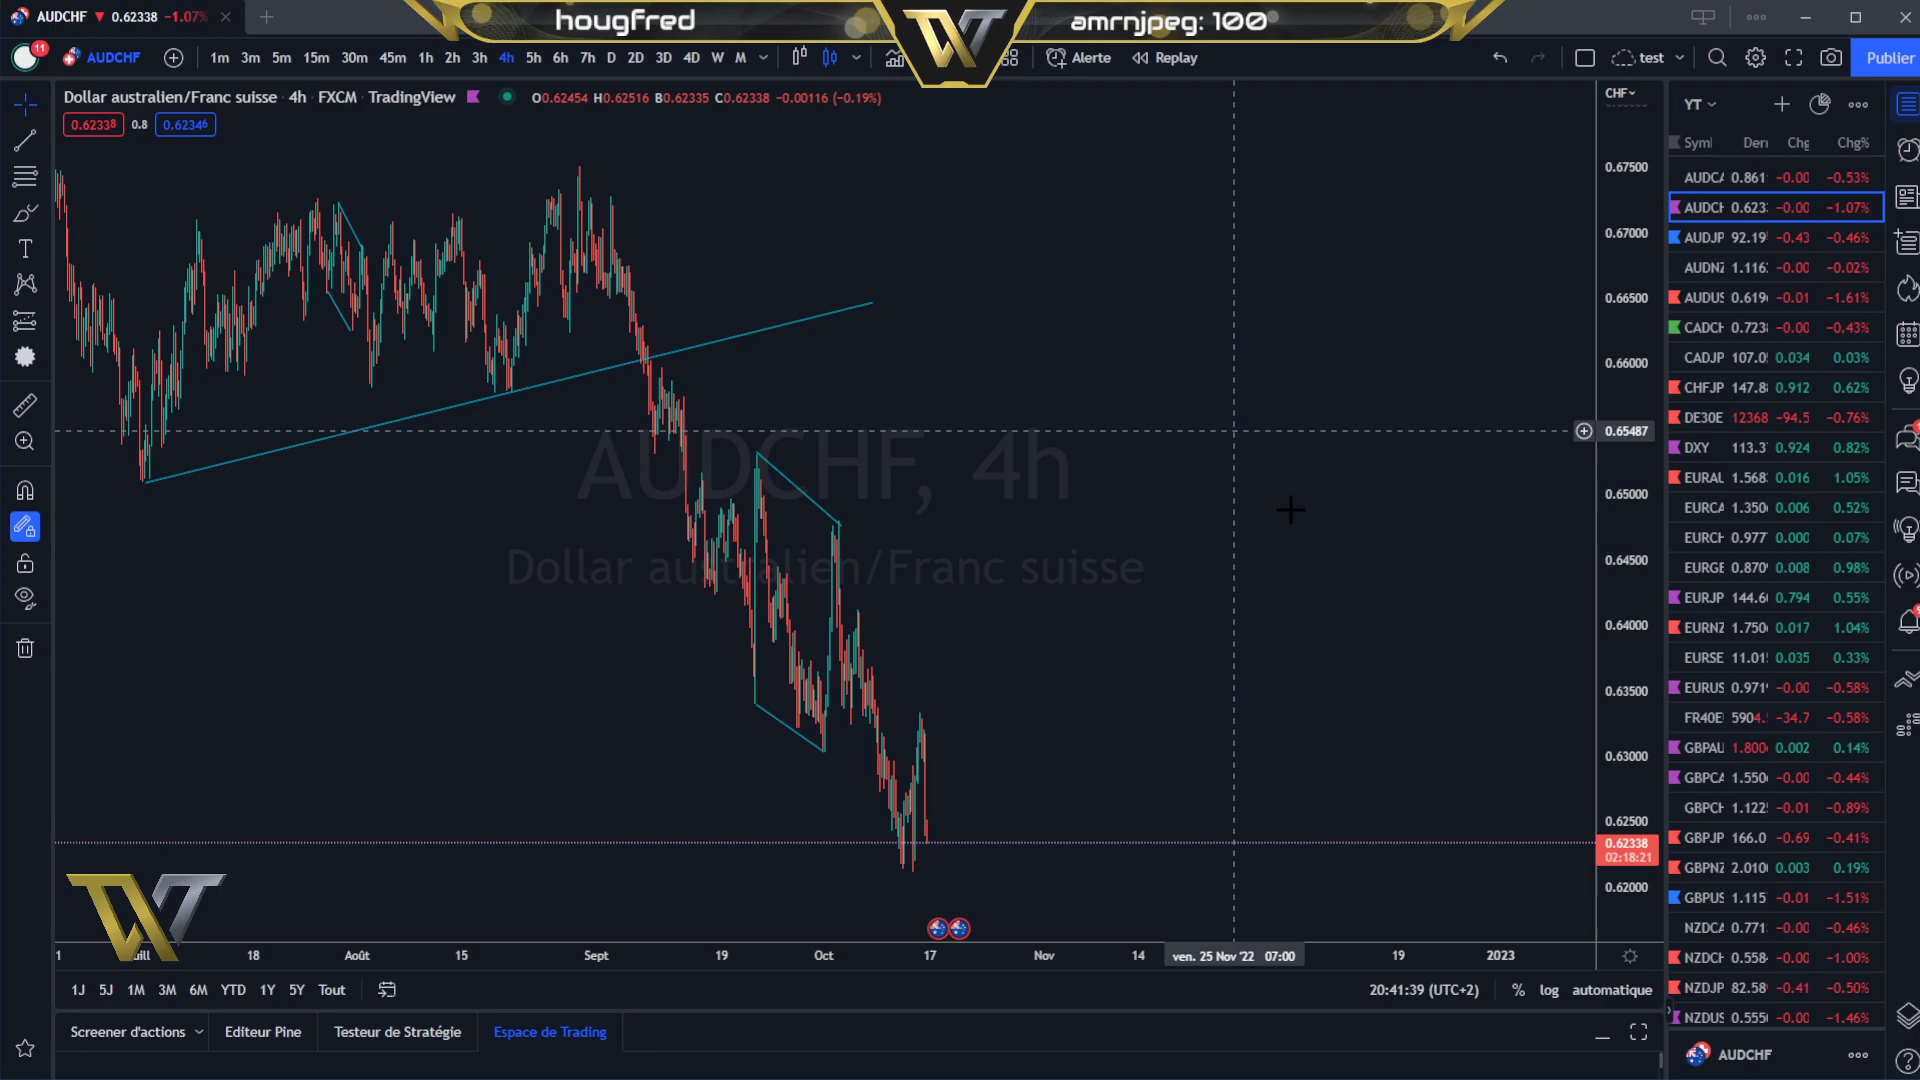 AUDCHF ▼ 0.62338 −1.07%
hougfred
amrnjpeg: 100
11
AUDCHF
1m 3m 5m 15m 30m 45m 1h 2h 3h 4h 5h 6h 7h D 2D 3D 4D W M
Alerte
Replay
test
Publier
Dollar australien/Franc suisse 4h FXCM TradingView
O0.62454 H0.62516 B0.62335 C0.62338 −0.00116 (−0.19%)
0.62338 0.8 0.62346
CHF
0.67500
0.67000
0.66500
0.66000
0.65487
0.65000
0.64500
0.64000
0.63500
0.63000
0.62500
0.62338
02:18:21
0.62000
AUDCHF, 4h
Dollar australien/Franc suisse
YT
Syml Deri Chg Chg%
AUDCA 0.861 −0.00 −0.53%
AUDCH 0.623 −0.00 −1.07%
AUDJP 92.19 −0.43 −0.46%
AUDNZ 1.116 −0.00 −0.02%
AUDUS 0.619 −0.01 −1.61%
CADCH 0.723 −0.00 −0.43%
CADJP 107.0 0.034 0.03%
CHFJP 147.8 0.912 0.62%
DE30E 12368 −94.5 −0.76%
DXY 113.3 0.924 0.82%
EURAU 1.568 0.016 1.05%
EURCA 1.350 0.006 0.52%
EURCH 0.977 0.000 0.07%
EURGE 0.870 0.008 0.98%
EURJP 144.6 0.794 0.55%
EURNZ 1.750 0.017 1.04%
EURSE 11.01 0.035 0.33%
EURUS 0.971 −0.00 −0.58%
FR40E 5904. −34.7 −0.58%
GBPAU 1.800 0.002 0.14%
GBPCA 1.550 −0.00 −0.44%
GBPCH 1.122 −0.01 −0.89%
GBPJP 166.0 −0.69 −0.41%
GBPNZ 2.010 0.003 0.19%
GBPUS 1.115 −0.01 −1.51%
NZDCA 0.771 −0.00 −0.46%
NZDCH 0.558 −0.00 −1.00%
NZDJP 82.58 −0.41 −0.50%
NZDUS 0.555 −0.00 −1.46%
AUDCHF
1 uill 18 Août 15 Sept 19 Oct 17 Nov 14 ven. 25 Nov '22 07:00 19 2023
1J 5J 1M 3M 6M YTD 1Y 5Y Tout
20:41:39 (UTC+2) % log automatique
Screener d'actions Editeur Pine Testeur de Stratégie Espace de Trading